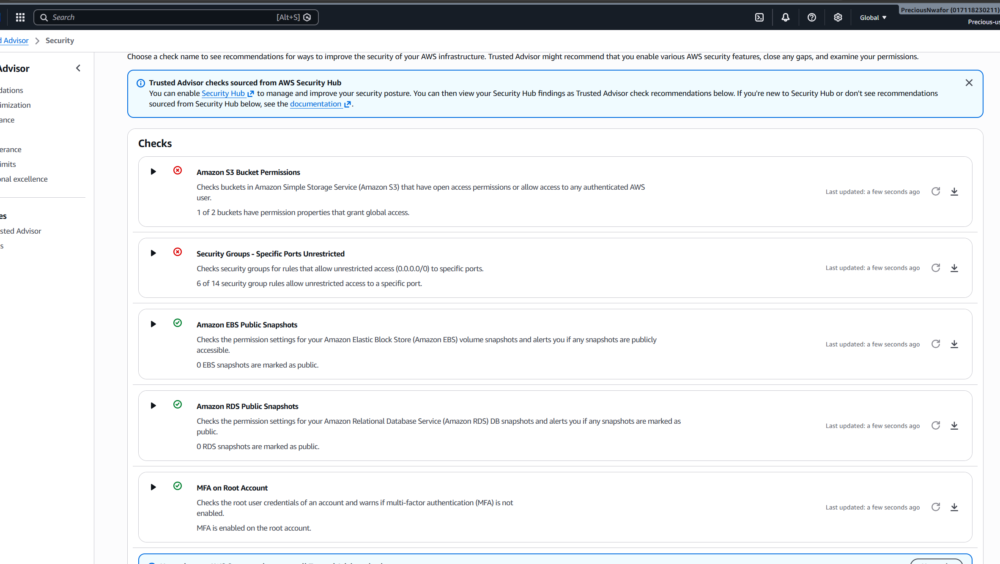 Search
[Alt+S]
Global
PreciousNwafor (017118230211)
Advisor
Security
Choose a check name to see recommendations for ways to improve the security of your AWS infrastructure. Trusted Advisor might recommend that you enable various AWS security features, close any gaps, and examine your permissions.
Advisor
dations
imization
ance
erance
imits
onal excellence
es
sted Advisor
s
Trusted Advisor checks sourced from AWS Security Hub
You can enable Security Hub to manage and improve your security posture. You can then view your Security Hub findings as Trusted Advisor check recommendations below. If you're new to Security Hub or don't see recommendations
sourced from Security Hub below, see the documentation .
Checks
Amazon S3 Bucket Permissions
Checks buckets in Amazon Simple Storage Service (Amazon S3) that have open access permissions or allow access to any authenticated AWS
user.
1 of 2 buckets have permission properties that grant global access.
Last updated: a few seconds ago
Security Groups - Specific Ports Unrestricted
Checks security groups for rules that allow unrestricted access (0.0.0.0/0) to specific ports.
6 of 14 security group rules allow unrestricted access to a specific port.
Last updated: a few seconds ago
Amazon EBS Public Snapshots
Checks the permission settings for your Amazon Elastic Block Store (Amazon EBS) volume snapshots and alerts you if any snapshots are publicly
accessible.
0 EBS snapshots are marked as public.
Last updated: a few seconds ago
Amazon RDS Public Snapshots
Checks the permission settings for your Amazon Relational Database Service (Amazon RDS) DB snapshots and alerts you if any snapshots are marked as
public.
0 RDS snapshots are marked as public.
Last updated: a few seconds ago
MFA on Root Account
Checks the root user credentials of an account and warns if multi-factor authentication (MFA) is not
enabled.
MFA is enabled on the root account.
Last updated: a few seconds ago